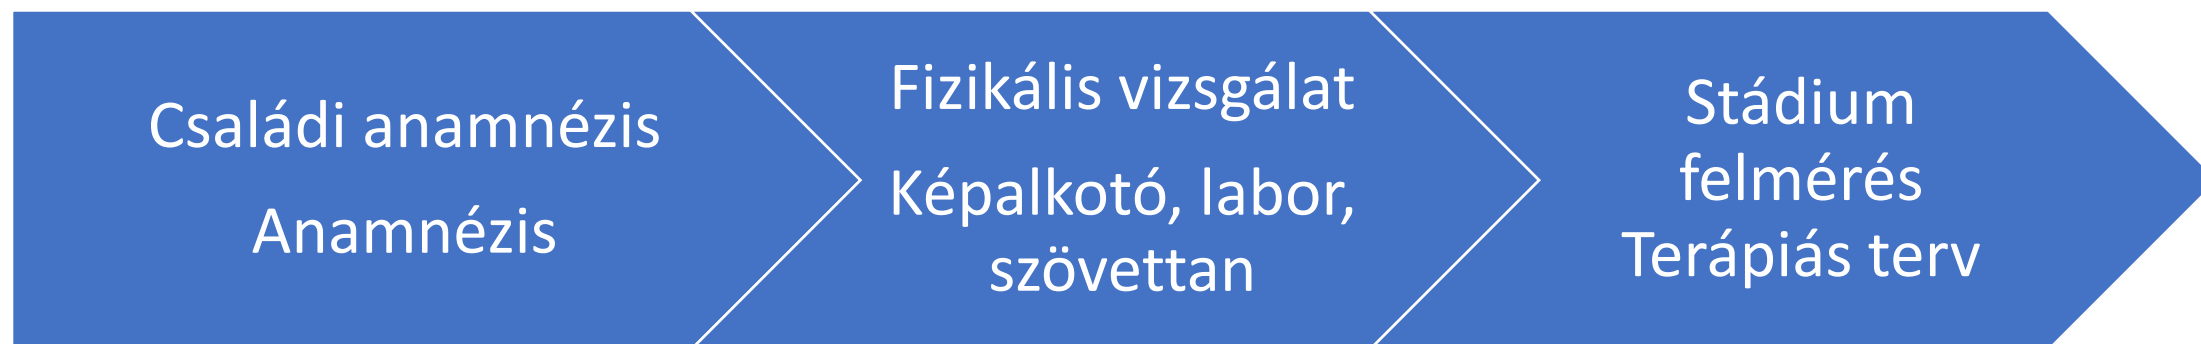 Családi anamnézis
Anamnézis
Fizikális vizsgálat
Képalkotó, labor,
szövettan
Stádium
felmérés
Terápiás terv